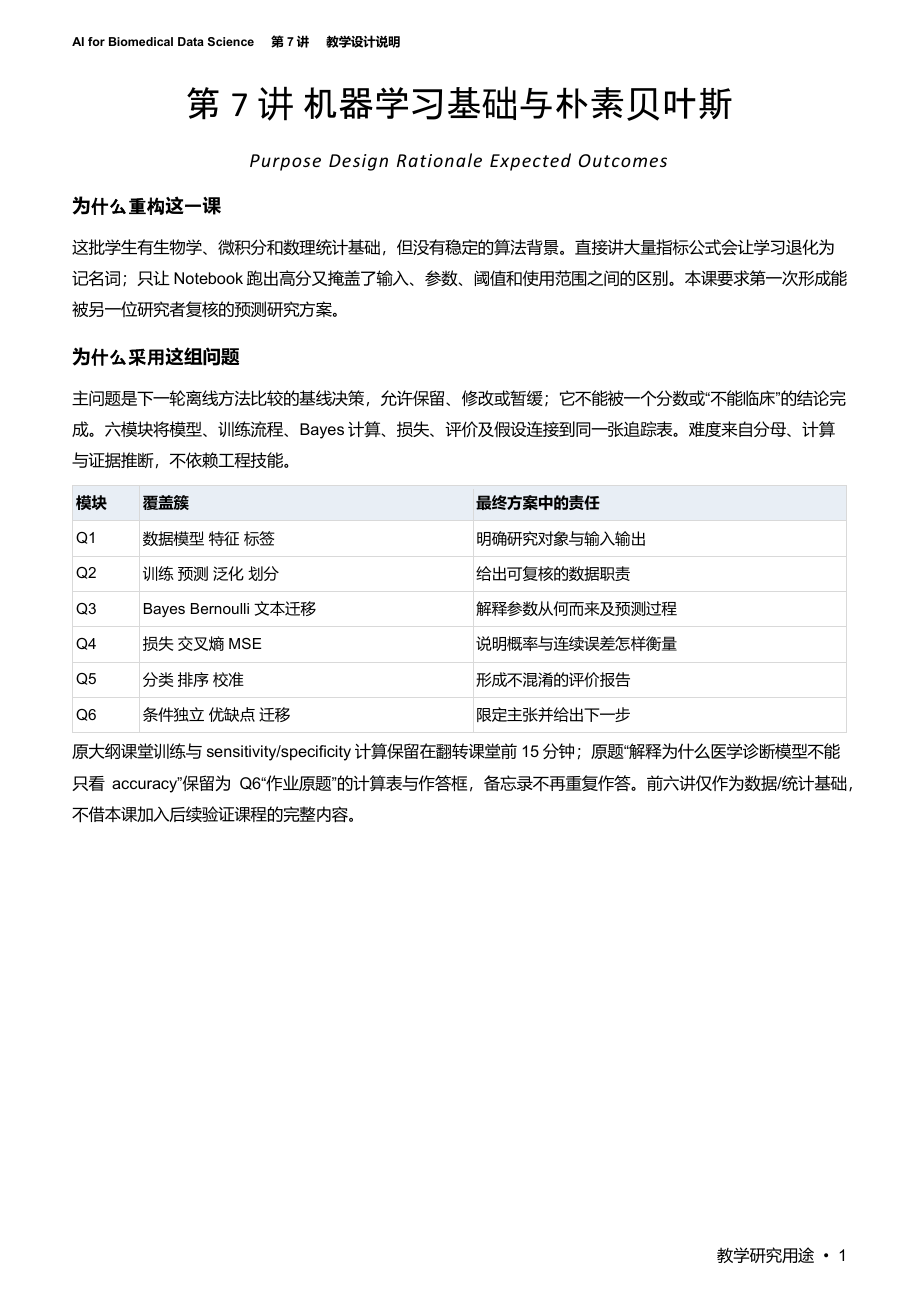 AI for Biomedical Data Science 第 7 讲 教学设计说明
第 7 讲 机器学习基础与朴素贝叶斯
Purpose Design Rationale Expected Outcomes
为什么重构这一课
这批学生有生物学、微积分和数理统计基础，但没有稳定的算法背景。直接讲大量指标公式会让学习退化为
记名词；只让 Notebook 跑出高分又掩盖了输入、参数、阈值和使用范围之间的区别。本课要求第一次形成能
被另一位研究者复核的预测研究方案。
为什么采用这组问题
主问题是下一轮离线方法比较的基线决策，允许保留、修改或暂缓；它不能被一个分数或“不能临床”的结论完
成。六模块将模型、训练流程、Bayes 计算、损失、评价及假设连接到同一张追踪表。难度来自分母、计算
与证据推断，不依赖工程技能。
模块 覆盖簇 最终方案中的责任
Q1 数据模型 特征 标签 明确研究对象与输入输出
Q2 训练 预测 泛化 划分 给出可复核的数据职责
Q3 Bayes Bernoulli 文本迁移 解释参数从何而来及预测过程
Q4 损失 交叉熵 MSE 说明概率与连续误差怎样衡量
Q5 分类 排序 校准 形成不混淆的评价报告
Q6 条件独立 优缺点 迁移 限定主张并给出下一步
原大纲课堂训练与 sensitivity/specificity 计算保留在翻转课堂前 15 分钟；原题“解释为什么医学诊断模型不能
只看 accuracy”保留为 Q6“作业原题”的计算表与作答框，备忘录不再重复作答。前六讲仅作为数据/统计基础，
不借本课加入后续验证课程的完整内容。
教学研究用途 • 1